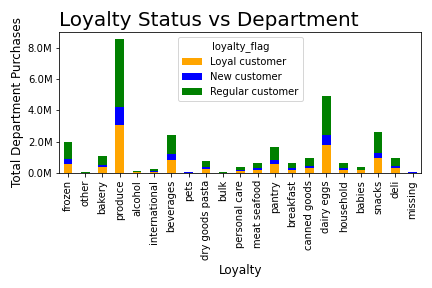 Loyalty Status vs Department
Total Department Purchases
8.0M
6.0M
4.0M
2.0M
0.0M
loyalty_flag
Loyal customer
New customer
Regular customer
frozen
other
bakery
produce
alcohol
international
beverages
pets
dry goods pasta
bulk
personal care
meat seafood
pantry
breakfast
canned goods
dairy eggs
household
babies
snacks
deli
missing
Loyalty